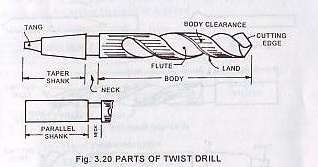 TANG
BODY CLEARANCE
CUTTING
EDGE
FLUTE
LAND
TAPER
SHANK
BODY
NECK
PARALLEL
SHANK
NECK
Fig. 3.20 PARTS OF TWIST DRILL